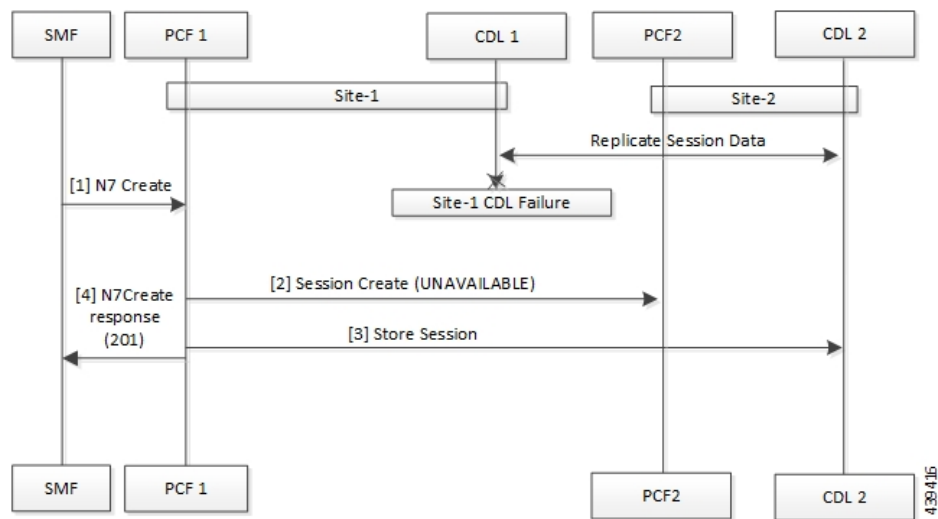 SMF
PCF 1
CDL 1
PCF2
CDL 2
Site-1
Site-2
Replicate Session Data
[1] N7 Create
Site-1 CDL Failure
[2] Session Create (UNAVAILABLE)
[4] N7Create
response
(201)
[3] Store Session
SMF
PCF 1
PCF2
CDL 2
439416